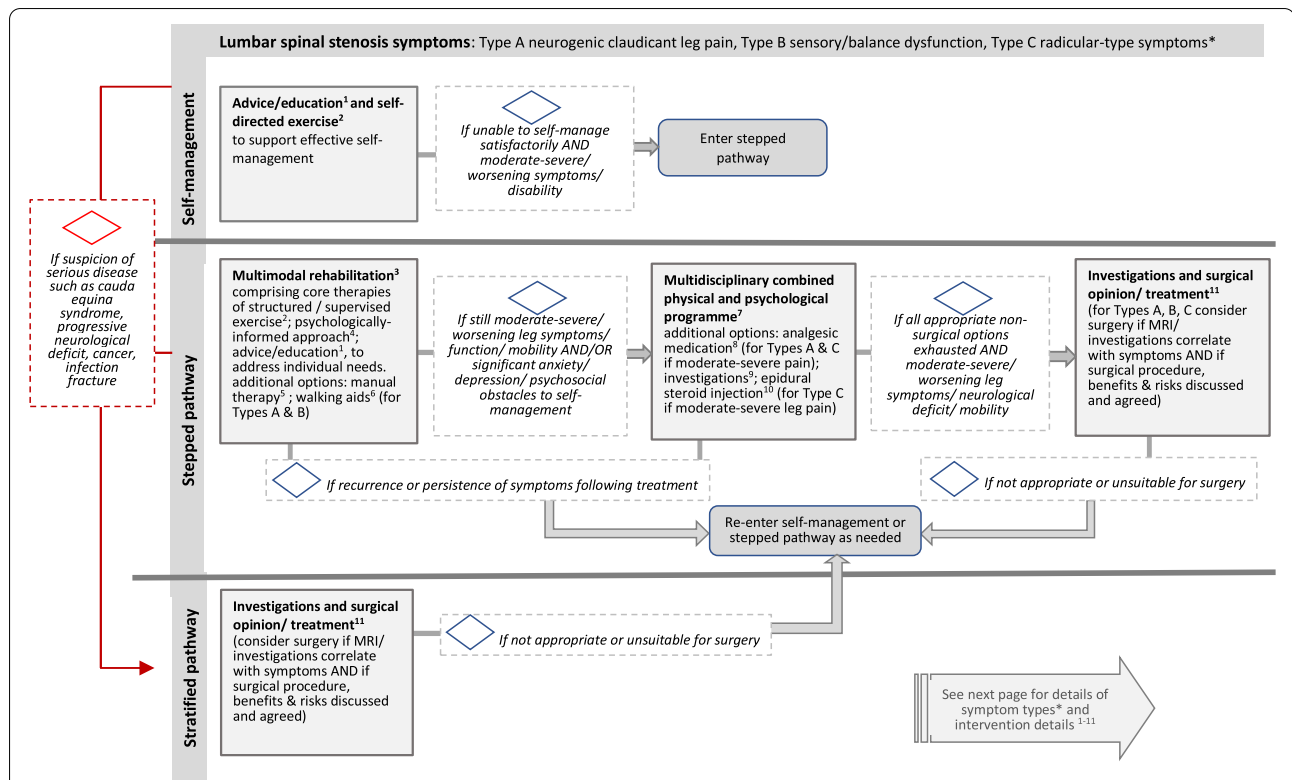 Lumbar spinal stenosis symptoms: Type A neurogenic claudicant leg pain, Type B sensory/balance dysfunction, Type C radicular-type symptoms*
Self-management
Advice/education1 and self-
directed exercise2
to support effective self-
management
If unable to self-manage
satisfactorily AND
moderate-severe/
worsening symptoms/
disability
Enter stepped
pathway
If suspicion of
serious disease
such as cauda
equina
syndrome,
progressive
neurological
deficit, cancer,
infection
fracture
Stepped pathway
Multimodal rehabilitation3
comprising core therapies
of structured / supervised
exercise2; psychologically-
informed approach4;
advice/education1, to
address individual needs.
additional options: manual
therapy5 ; walking aids6 (for
Types A & B)
If still moderate-severe/
worsening leg symptoms/
function/ mobility AND/OR
significant anxiety/
depression/ psychosocial
obstacles to self-
management
Multidisciplinary combined
physical and psychological
programme7
additional options: analgesic
medication8 (for Types A & C
if moderate-severe pain);
investigations9; epidural
steroid injection10 (for Type C
if moderate-severe leg pain)
If all appropriate non-
surgical options
exhausted AND
moderate-severe/
worsening leg
symptoms/ neurological
deficit/ mobility
Investigations and surgical
opinion/ treatment11
(for Types A, B, C consider
surgery if MRI/
investigations correlate
with symptoms AND if
surgical procedure,
benefits & risks discussed
and agreed)
If recurrence or persistence of symptoms following treatment
If not appropriate or unsuitable for surgery
Re-enter self-management or
stepped pathway as needed
Stratified pathway
Investigations and surgical
opinion/ treatment11
(consider surgery if MRI/
investigations correlate
with symptoms AND if
surgical procedure,
benefits & risks discussed
and agreed)
If not appropriate or unsuitable for surgery
See next page for details of
symptom types* and
intervention details 1-11